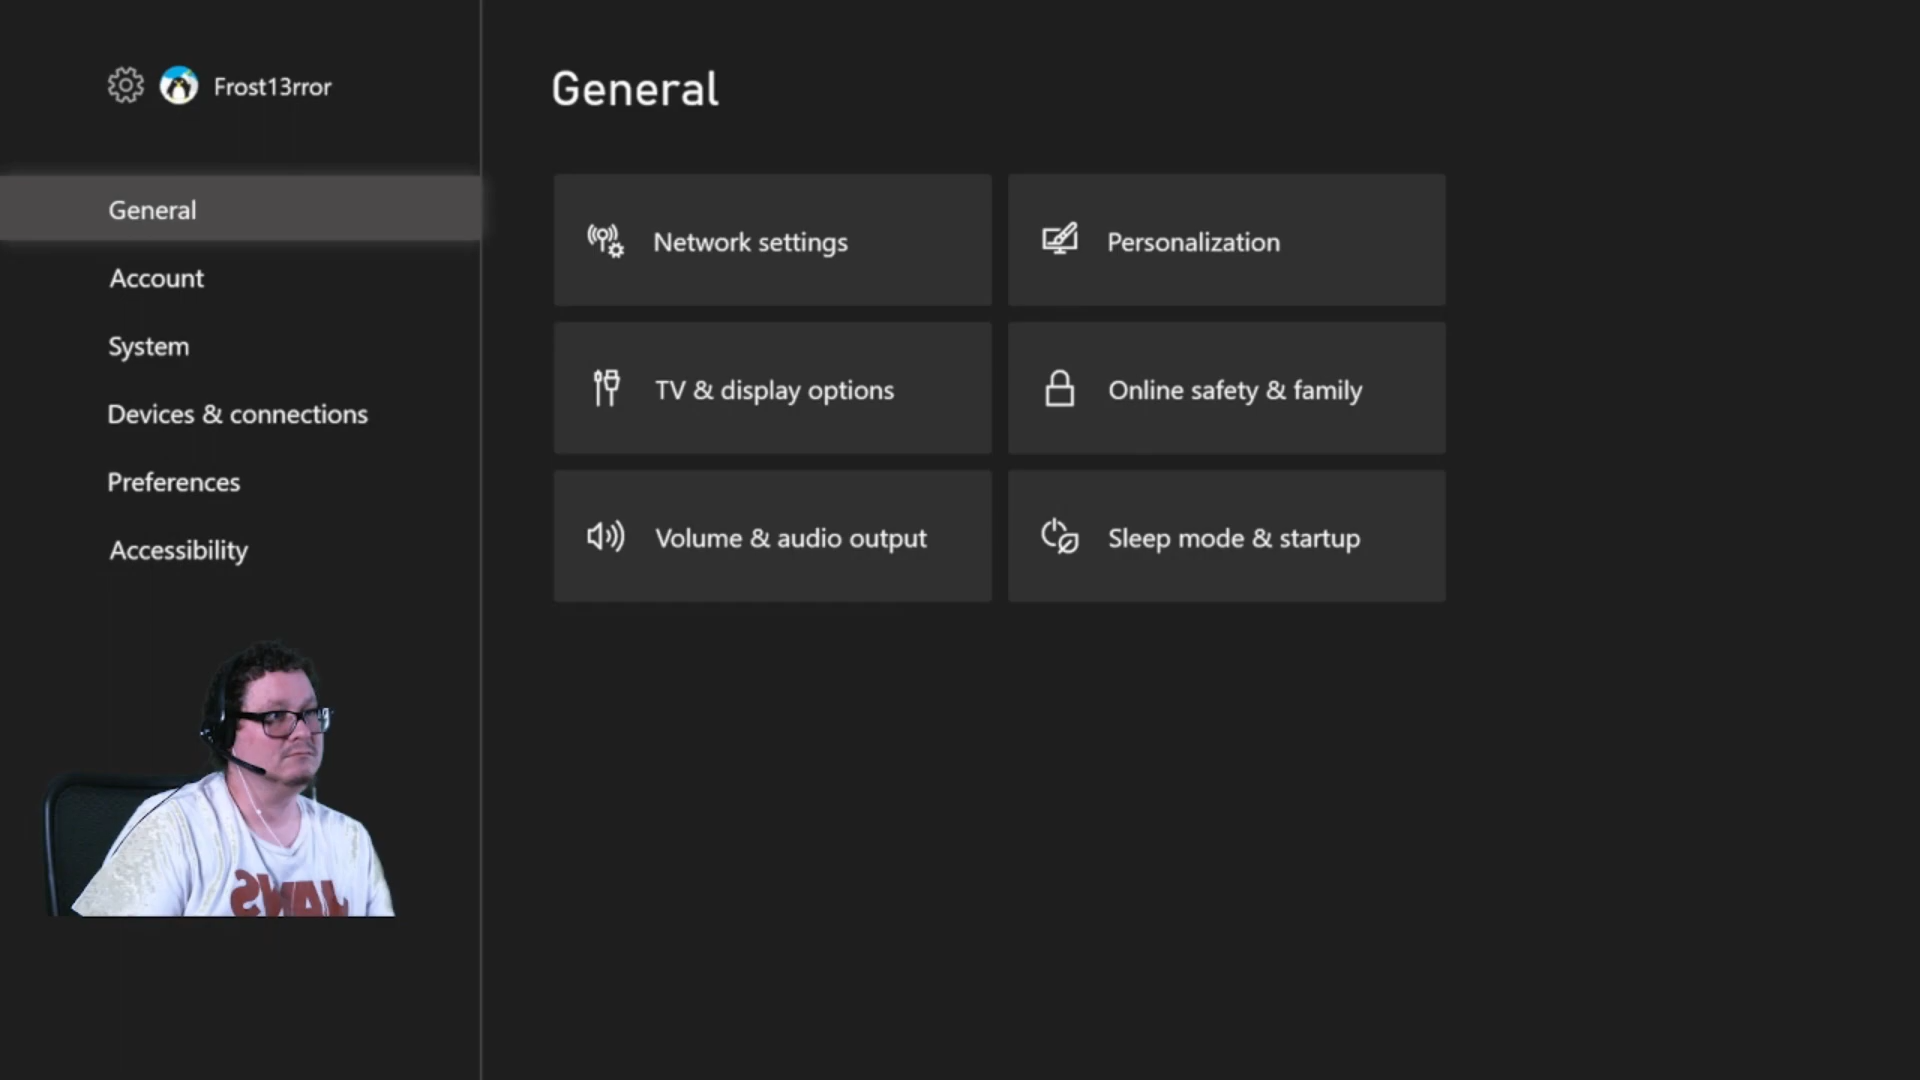 Frost13rror
General
Account
System
Devices & connections
Preferences
Accessibility
General
Network settings
Personalization
TV & display options
Online safety & family
Volume & audio output
Sleep mode & startup